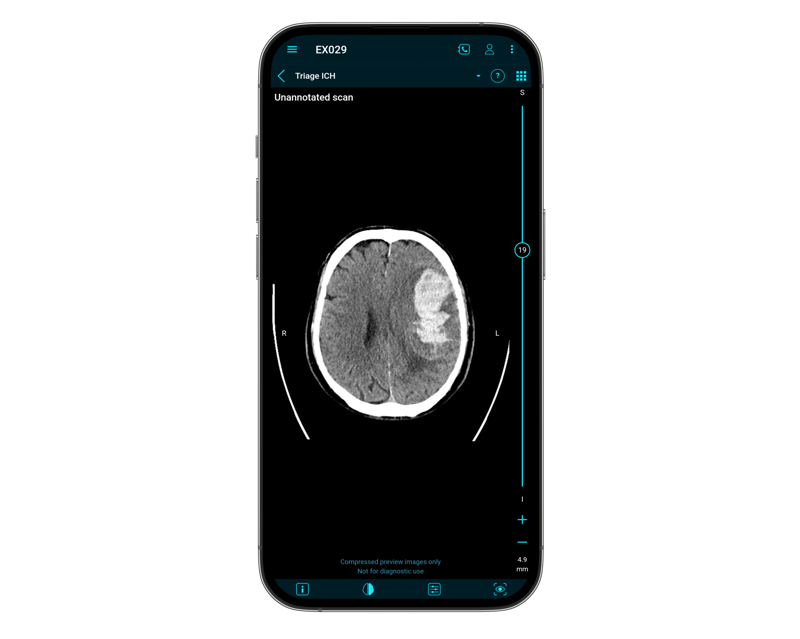 EX029
Triage ICH
?
Unannotated scan
S
19
R
L
I
4.9
mm
Compressed preview images only
Not for diagnostic use